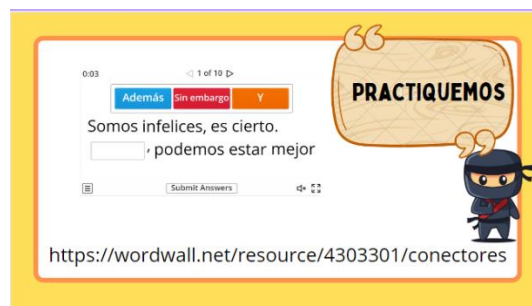 0:03
1 of 10
Además Sin embargo Y
Somos infelices, es cierto.
, podemos estar mejor
Submit Answers
PRACTIQUEMOS
https://wordwall.net/resource/4303301/conectores